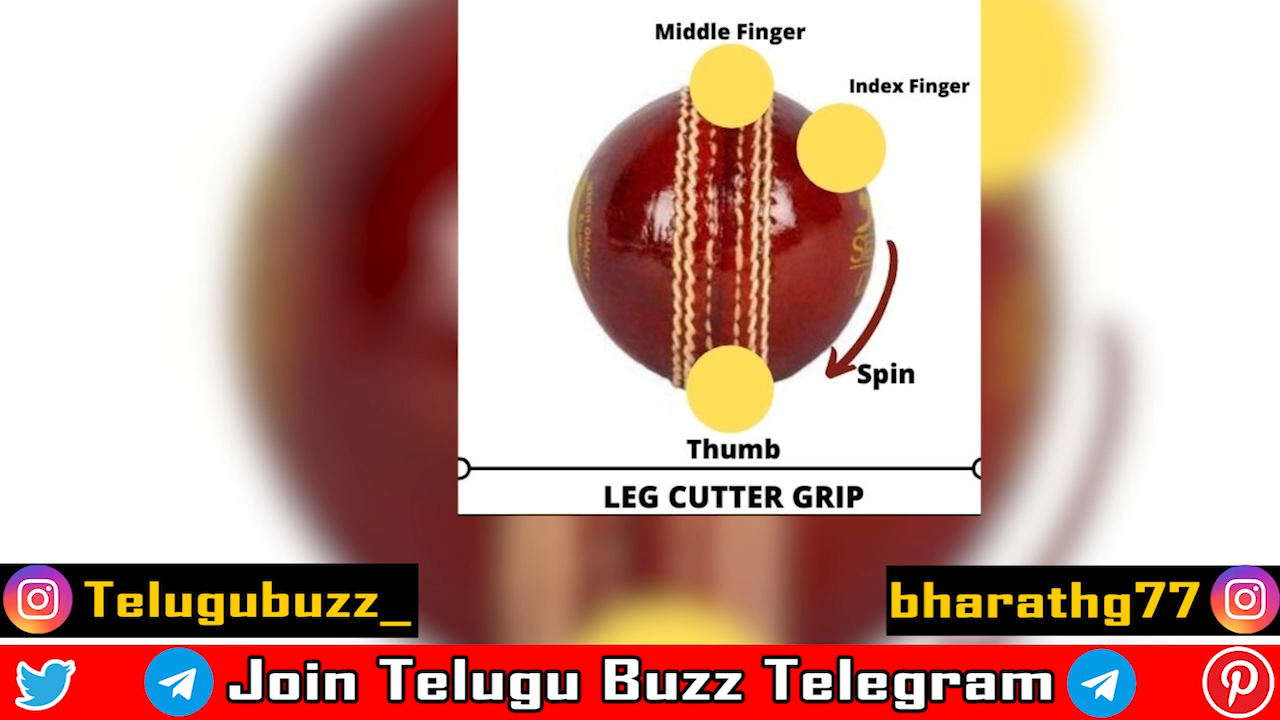 Middle Finger
Index Finger
Spin
Thumb
LEG CUTTER GRIP
Telugubuzz_
bharathg77
Join Telugu Buzz Telegram